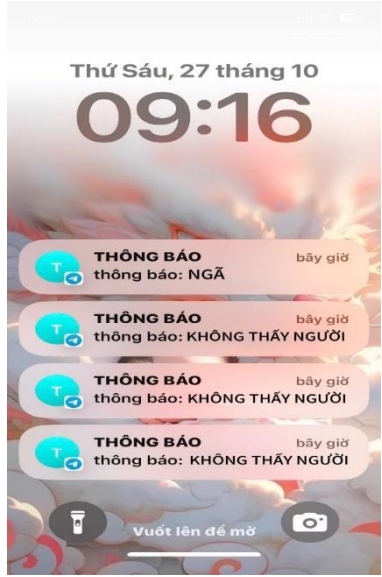 Thứ Sáu, 27 tháng 10
09:16
THÔNG BÁO bây giờ
thông báo: NGÃ
THÔNG BÁO bây giờ
thông báo: KHÔNG THẤY NGƯỜI
THÔNG BÁO bây giờ
thông báo: KHÔNG THẤY NGƯỜI
THÔNG BÁO bây giờ
thông báo: KHÔNG THẤY NGƯỜI
Vuốt lên để mở